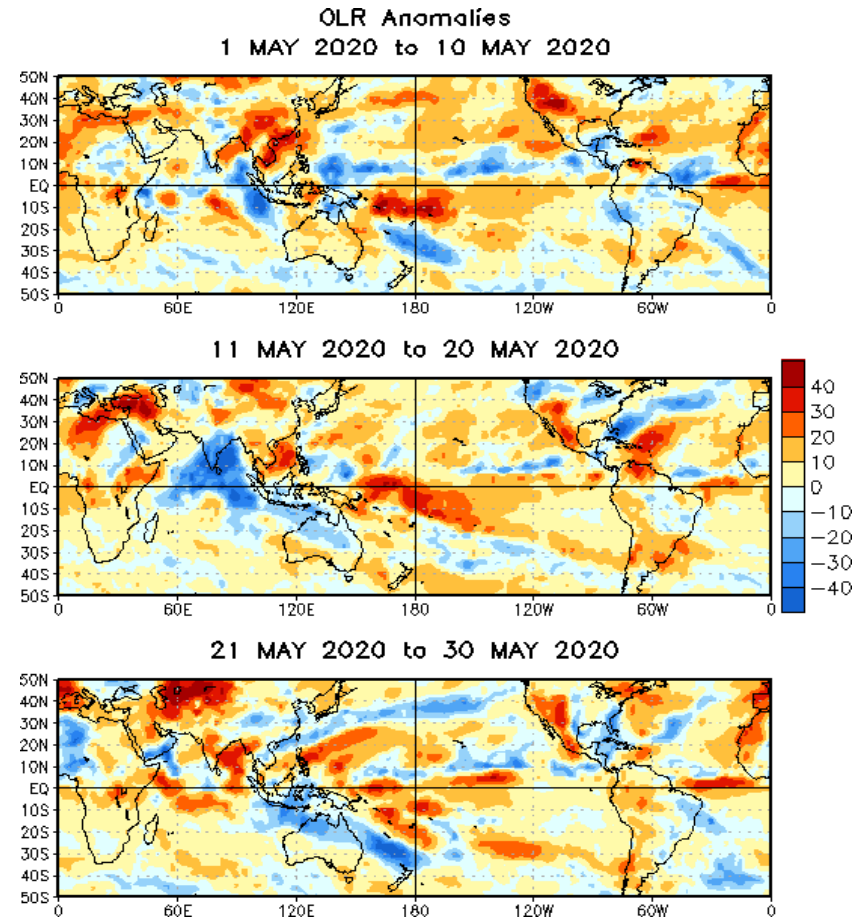 OLR Anomalies
1 MAY 2020 to 10 MAY 2020
50N
40N
30N
20N
10N
EQ
10S
20S
30S
40S
50S
0 60E 120E 180 120W 60W 0
11 MAY 2020 to 20 MAY 2020
50N
40N
30N
20N
10N
EQ
10S
20S
30S
40S
50S
0 60E 120E 180 120W 60W 0
40
30
20
10
0
−10
−20
−30
−40
21 MAY 2020 to 30 MAY 2020
50N
40N
30N
20N
10N
EQ
10S
20S
30S
40S
50S
0 60E 120E 180 120W 60W 0